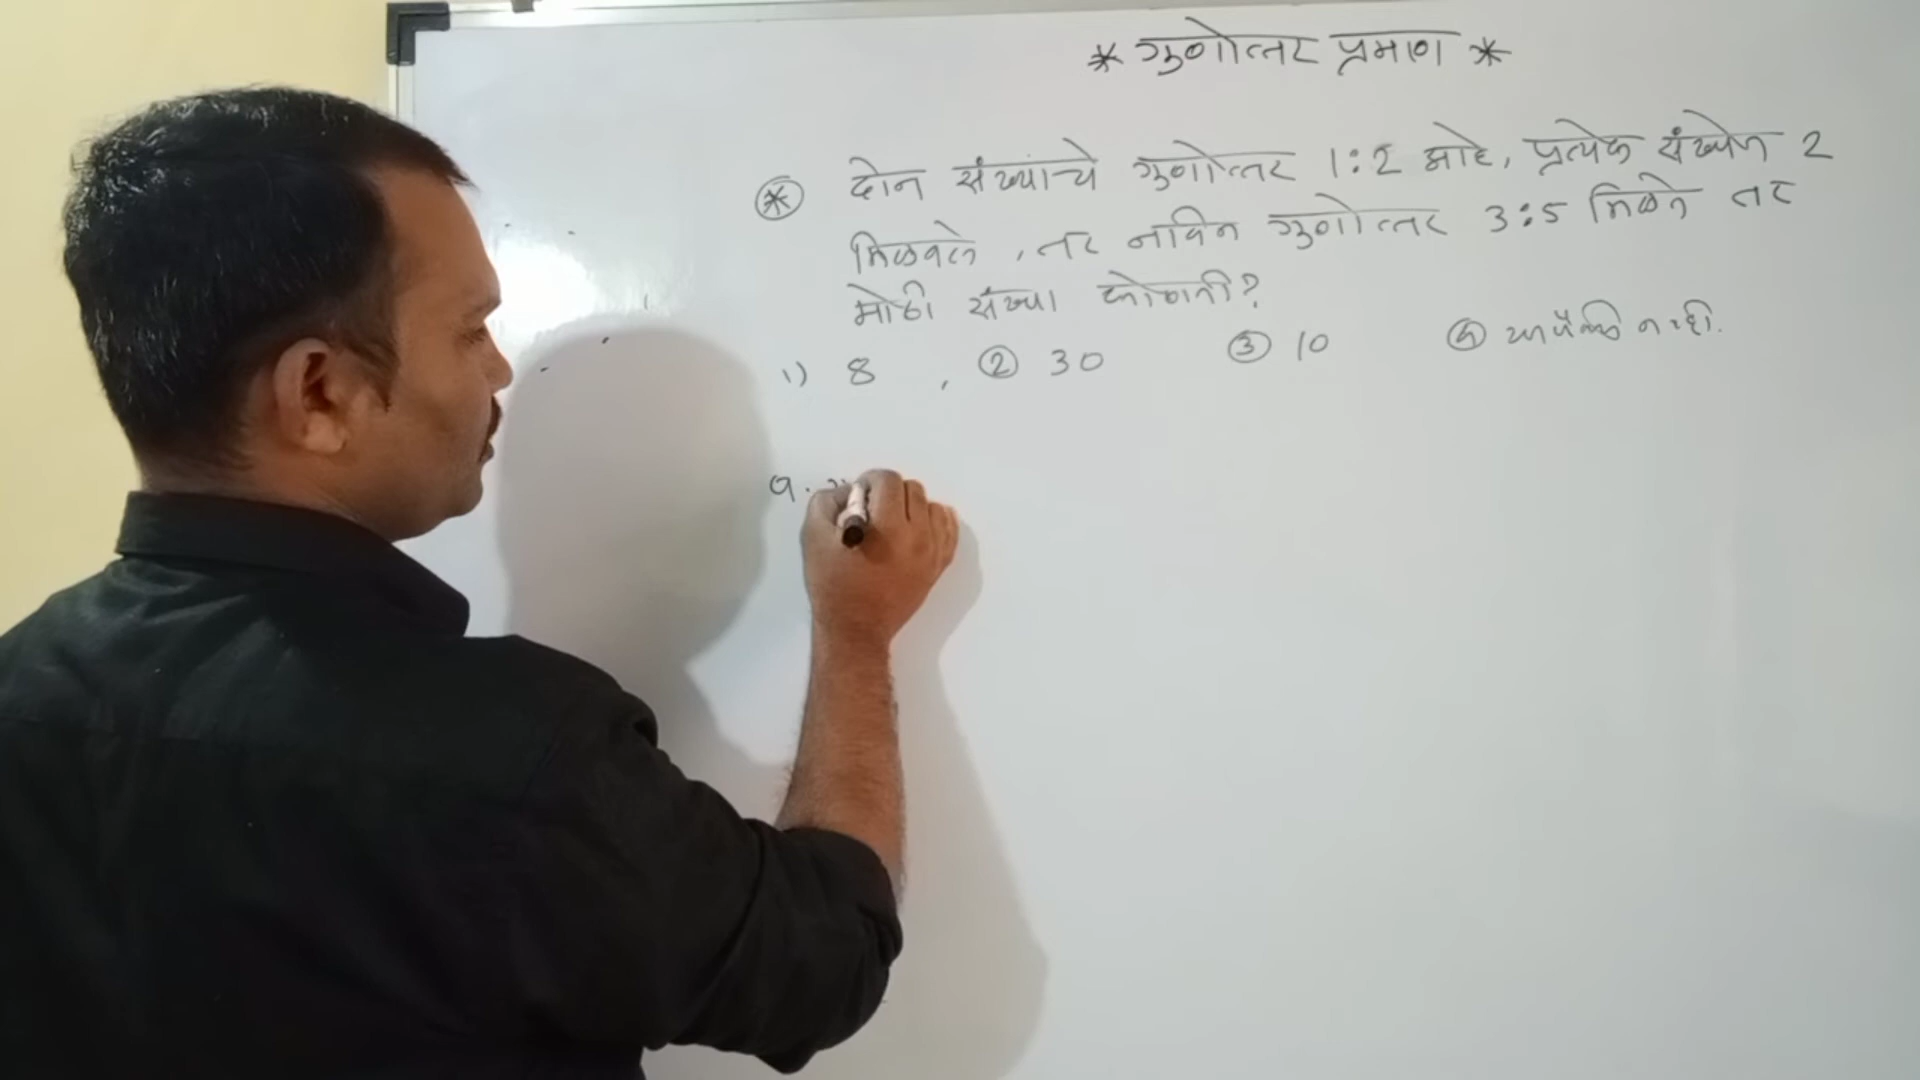 * गुणोत्तर प्रमाण *
* दोन संख्यांचे गुणोत्तर 1:2 आहे, प्रत्येक संख्येत 2
मिळवले, तर नविन गुणोत्तर 3:5 मिळते तर
मोठी संख्या कोणती?
1) 8 , ② 30 ③ 10 ④ यापैकी नाही.